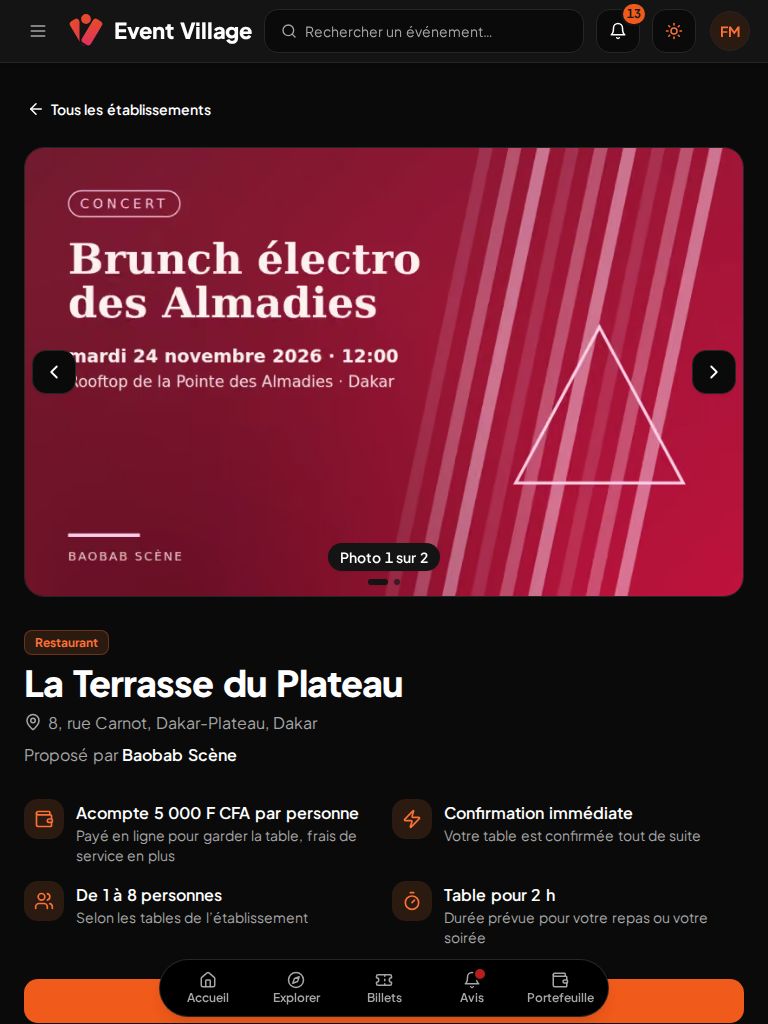 Event Village
Rechercher un événement…
13
FM
Tous les établissements
CONCERT
Brunch électro
des Almadies
mardi 24 novembre 2026 · 12:00
Rooftop de la Pointe des Almadies · Dakar
BAOBAB SCÈNE
Photo 1 sur 2
Restaurant
La Terrasse du Plateau
8, rue Carnot, Dakar-Plateau, Dakar
Proposé par Baobab Scène
Acompte 5 000 F CFA par personne
Payé en ligne pour garder la table, frais de
service en plus
Confirmation immédiate
Votre table est confirmée tout de suite
De 1 à 8 personnes
Selon les tables de l’établissement
Table pour 2 h
Durée prévue pour votre repas ou votre
soirée
Accueil
Explorer
Billets
Avis
Portefeuille